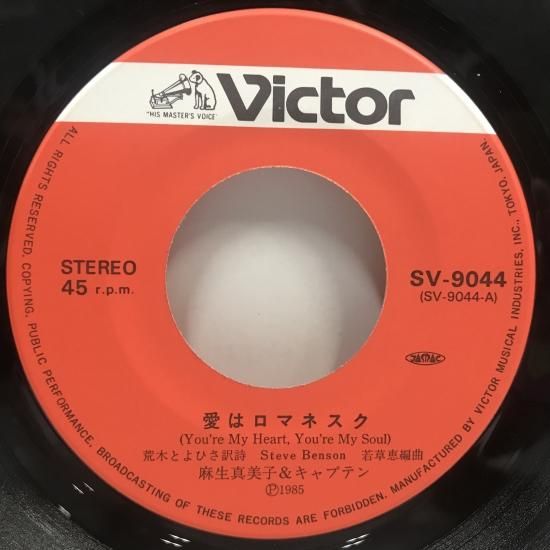 Victor
"HIS MASTER'S VOICE"
STEREO
45 r.p.m.
SV-9044
(SV-9044-A)
JASRAC
愛はロマネスク
(You're My Heart, You're My Soul)
荒木とよひさ訳詩 Steve Benson 若草恵編曲
麻生真美子&キャプテン
Ⓟ1985
ALL RIGHTS RESERVED. COPYING, PUBLIC PERFORMANCE, BROADCASTING OF THESE RECORDS ARE FORBIDDEN. MANUFACTURED BY VICTOR MUSICAL INDUSTRIES, INC., TOKYO, JAPAN.